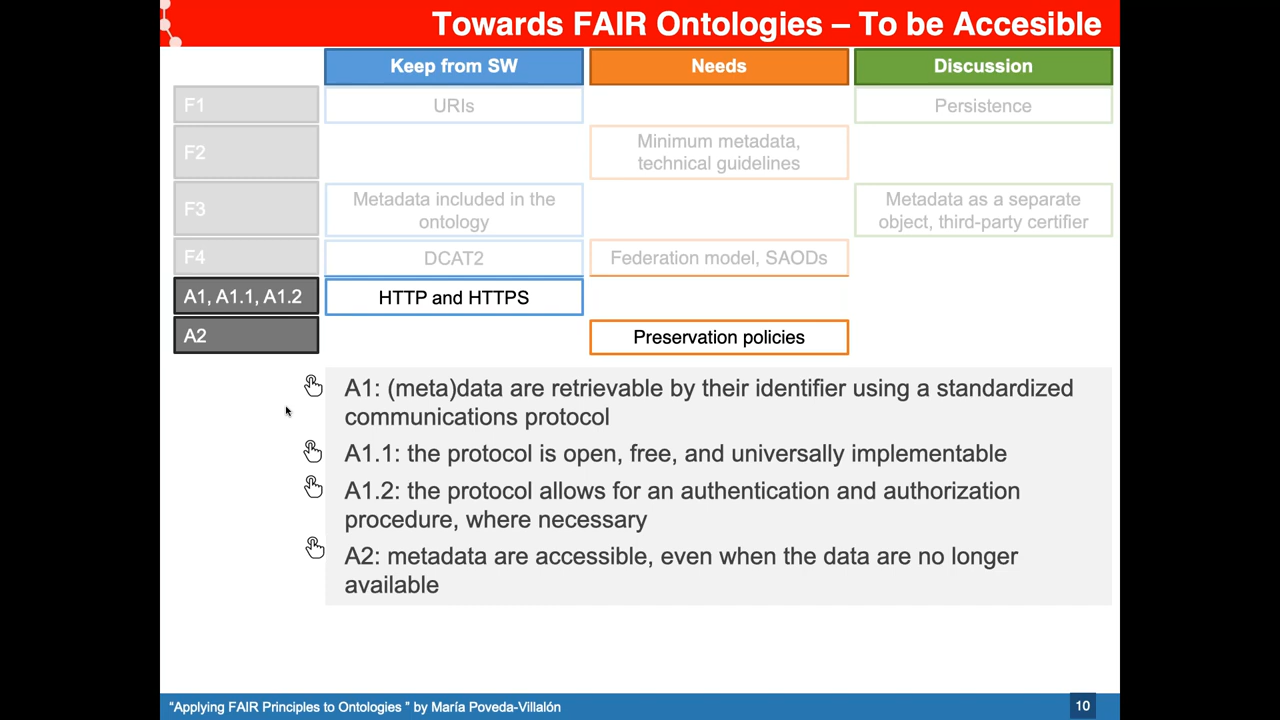 Towards FAIR Ontologies – To be Accesible
Keep from SW
Needs
Discussion
F1
URIs
Persistence
F2
Minimum metadata,
technical guidelines
F3
Metadata included in the
ontology
Metadata as a separate
object, third-party certifier
F4
DCAT2
Federation model, SAODs
A1, A1.1, A1.2
HTTP and HTTPS
A2
Preservation policies
A1: (meta)data are retrievable by their identifier using a standardized
communications protocol
A1.1: the protocol is open, free, and universally implementable
A1.2: the protocol allows for an authentication and authorization
procedure, where necessary
A2: metadata are accessible, even when the data are no longer
available
“Applying FAIR Principles to Ontologies ” by María Poveda-Villalón
10